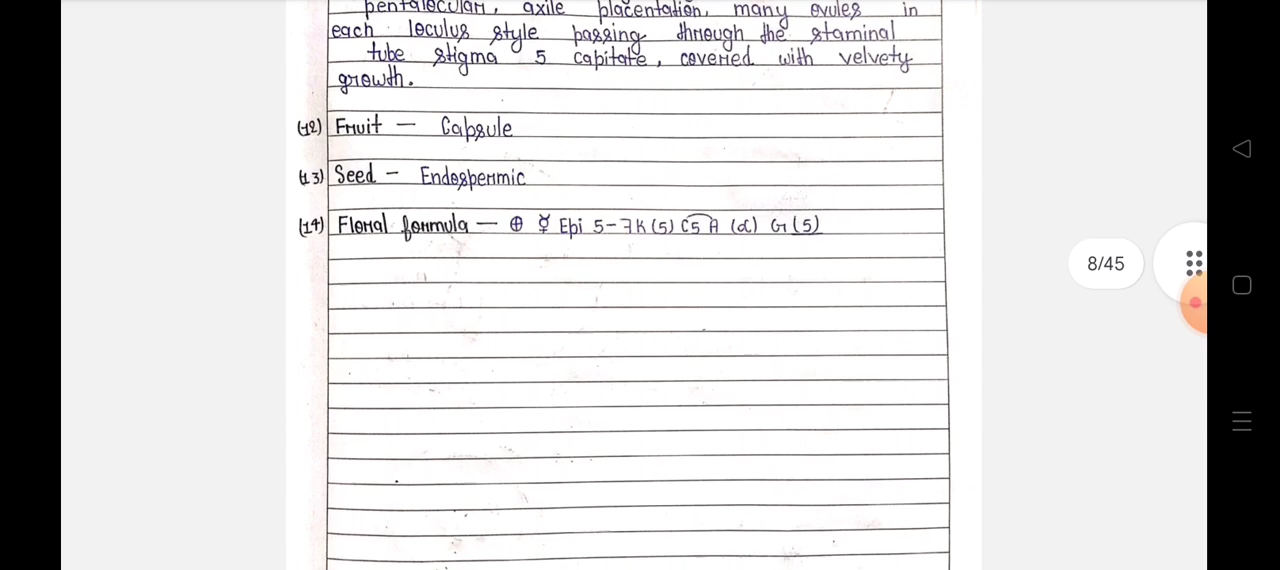 pentalocular, axile placentation, many ovules in
each loculus style passing through the staminal
tube stigma 5 capitate, covered with velvety
growth.
(12) Fruit — Capsule
(13) Seed — Endospermic
(14) Floral formula — ⊕ ☿ Epi 5-7 K (5) C5 A (α) G (5)
8/45